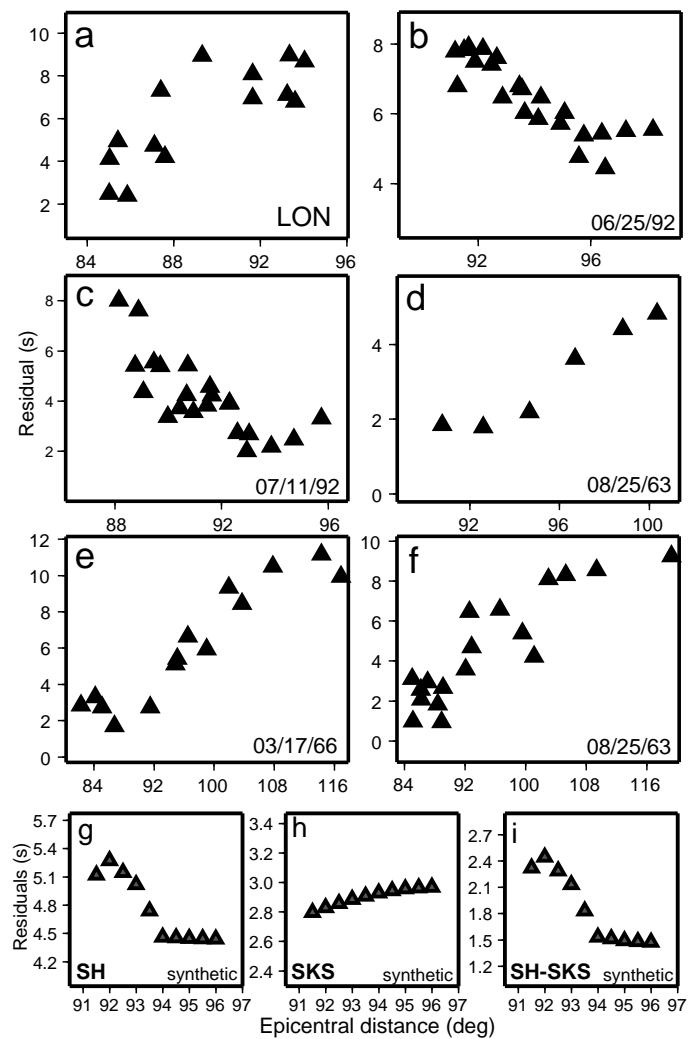 a
10
8
6
4
2
LON
84 88 92 96
b
8
6
4
06/25/92
92 96
Residual (s)
c
8
6
4
2
07/11/92
88 92 96
d
4
2
0
08/25/63
92 96 100
e
12
10
8
6
4
2
0
03/17/66
84 92 100 108 116
f
10
8
6
4
2
0
08/25/63
84 92 100 108 116
Residuals (s)
g
5.7
5.4
5.1
4.8
4.5
4.2
SH synthetic
91 92 93 94 95 96 97
h
3.4
3.2
3.0
2.8
2.6
2.4
SKS synthetic
91 92 93 94 95 96 97
i
2.7
2.4
2.1
1.8
1.5
1.2
SH-SKS synthetic
91 92 93 94 95 96 97
Epicentral distance (deg)